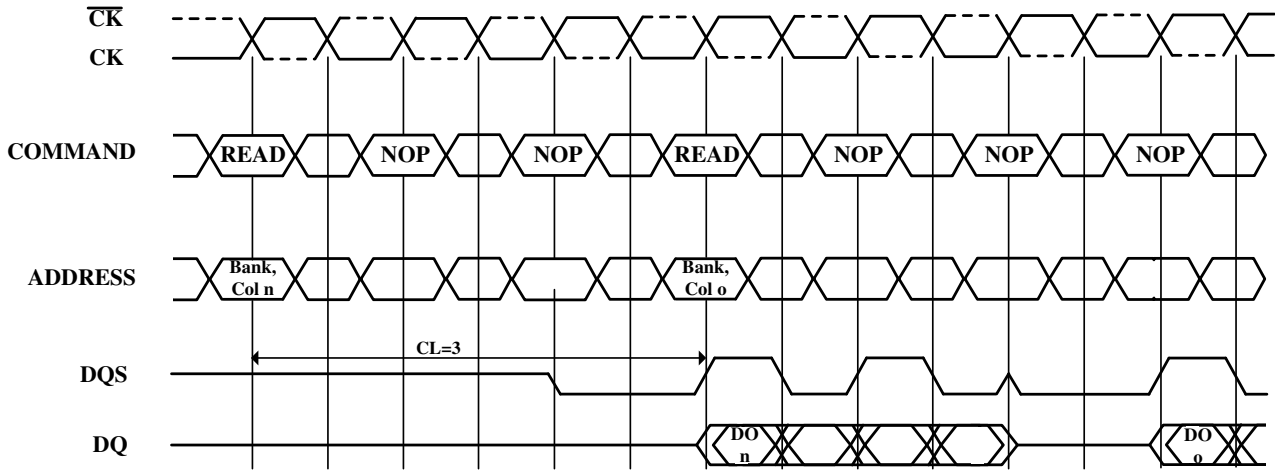 CK
CK
COMMAND READ NOP NOP READ NOP NOP NOP
ADDRESS Bank, Col n Bank, Col o
CL=3
DQS
DQ DO n DO o